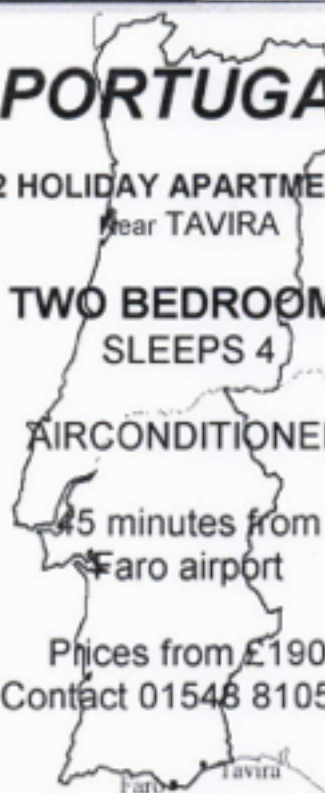 PORTUGA
2 HOLIDAY APARTME
Near TAVIRA
TWO BEDROOM
SLEEPS 4
AIRCONDITIONE
45 minutes from
Faro airport
Prices from £190
Contact 01548 8105
Tavira
Faro